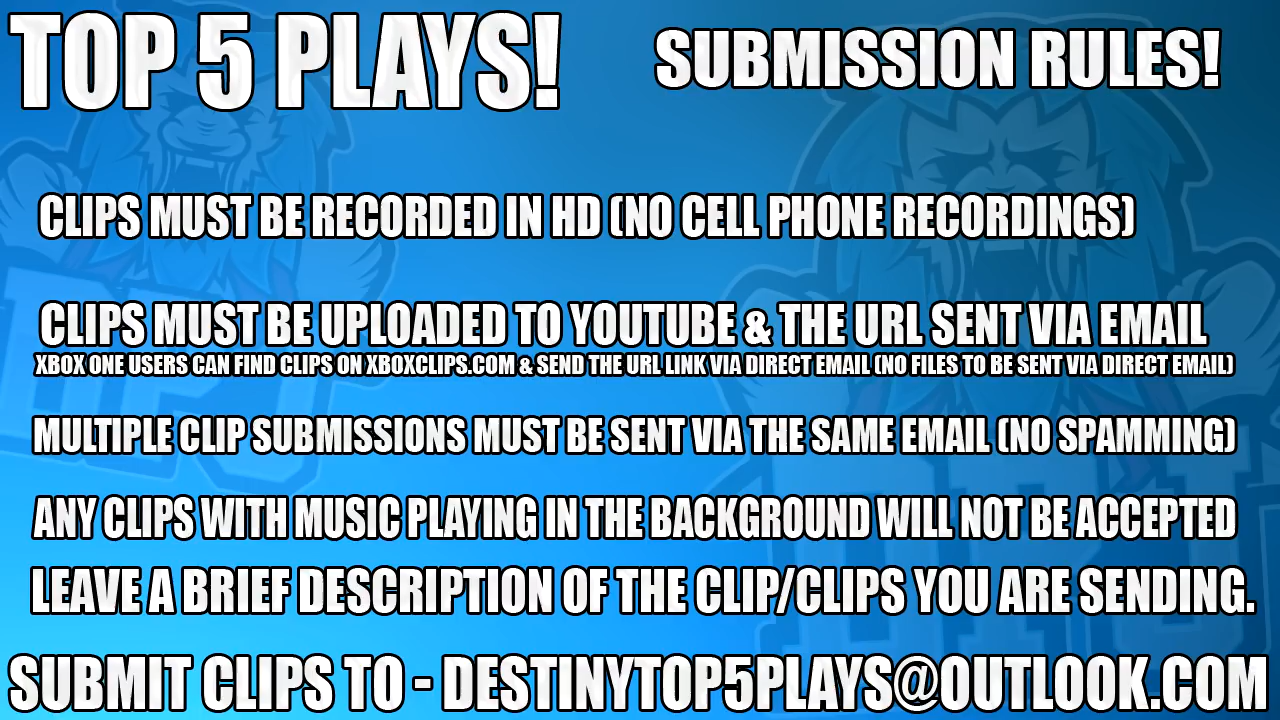 TOP 5 PLAYS!
SUBMISSION RULES!
CLIPS MUST BE RECORDED IN HD (NO CELL PHONE RECORDINGS)
CLIPS MUST BE UPLOADED TO YOUTUBE & THE URL SENT VIA EMAIL
XBOX ONE USERS CAN FIND CLIPS ON XBOXCLIPS.COM & SEND THE URL LINK VIA DIRECT EMAIL (NO FILES TO BE SENT VIA DIRECT EMAIL)
MULTIPLE CLIP SUBMISSIONS MUST BE SENT VIA THE SAME EMAIL (NO SPAMMING)
ANY CLIPS WITH MUSIC PLAYING IN THE BACKGROUND WILL NOT BE ACCEPTED
LEAVE A BRIEF DESCRIPTION OF THE CLIP/CLIPS YOU ARE SENDING.
SUBMIT CLIPS TO - DESTINYTOP5PLAYS@OUTLOOK.COM